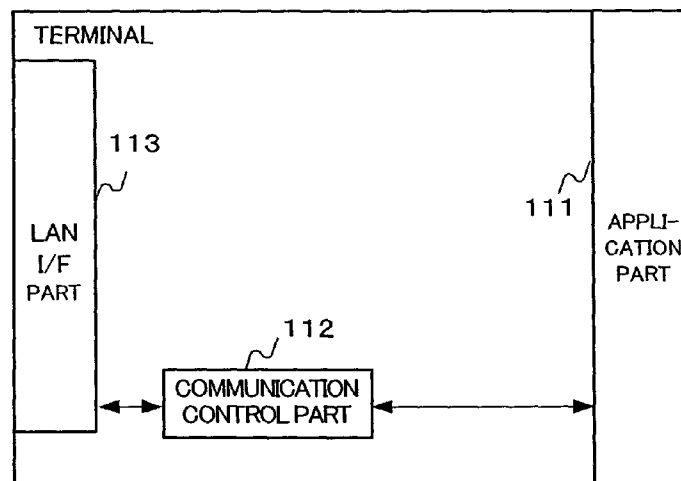 TERMINAL
113
LAN
I/F
PART
111
APPLI-
CATION
PART
112
COMMUNICATION
CONTROL PART